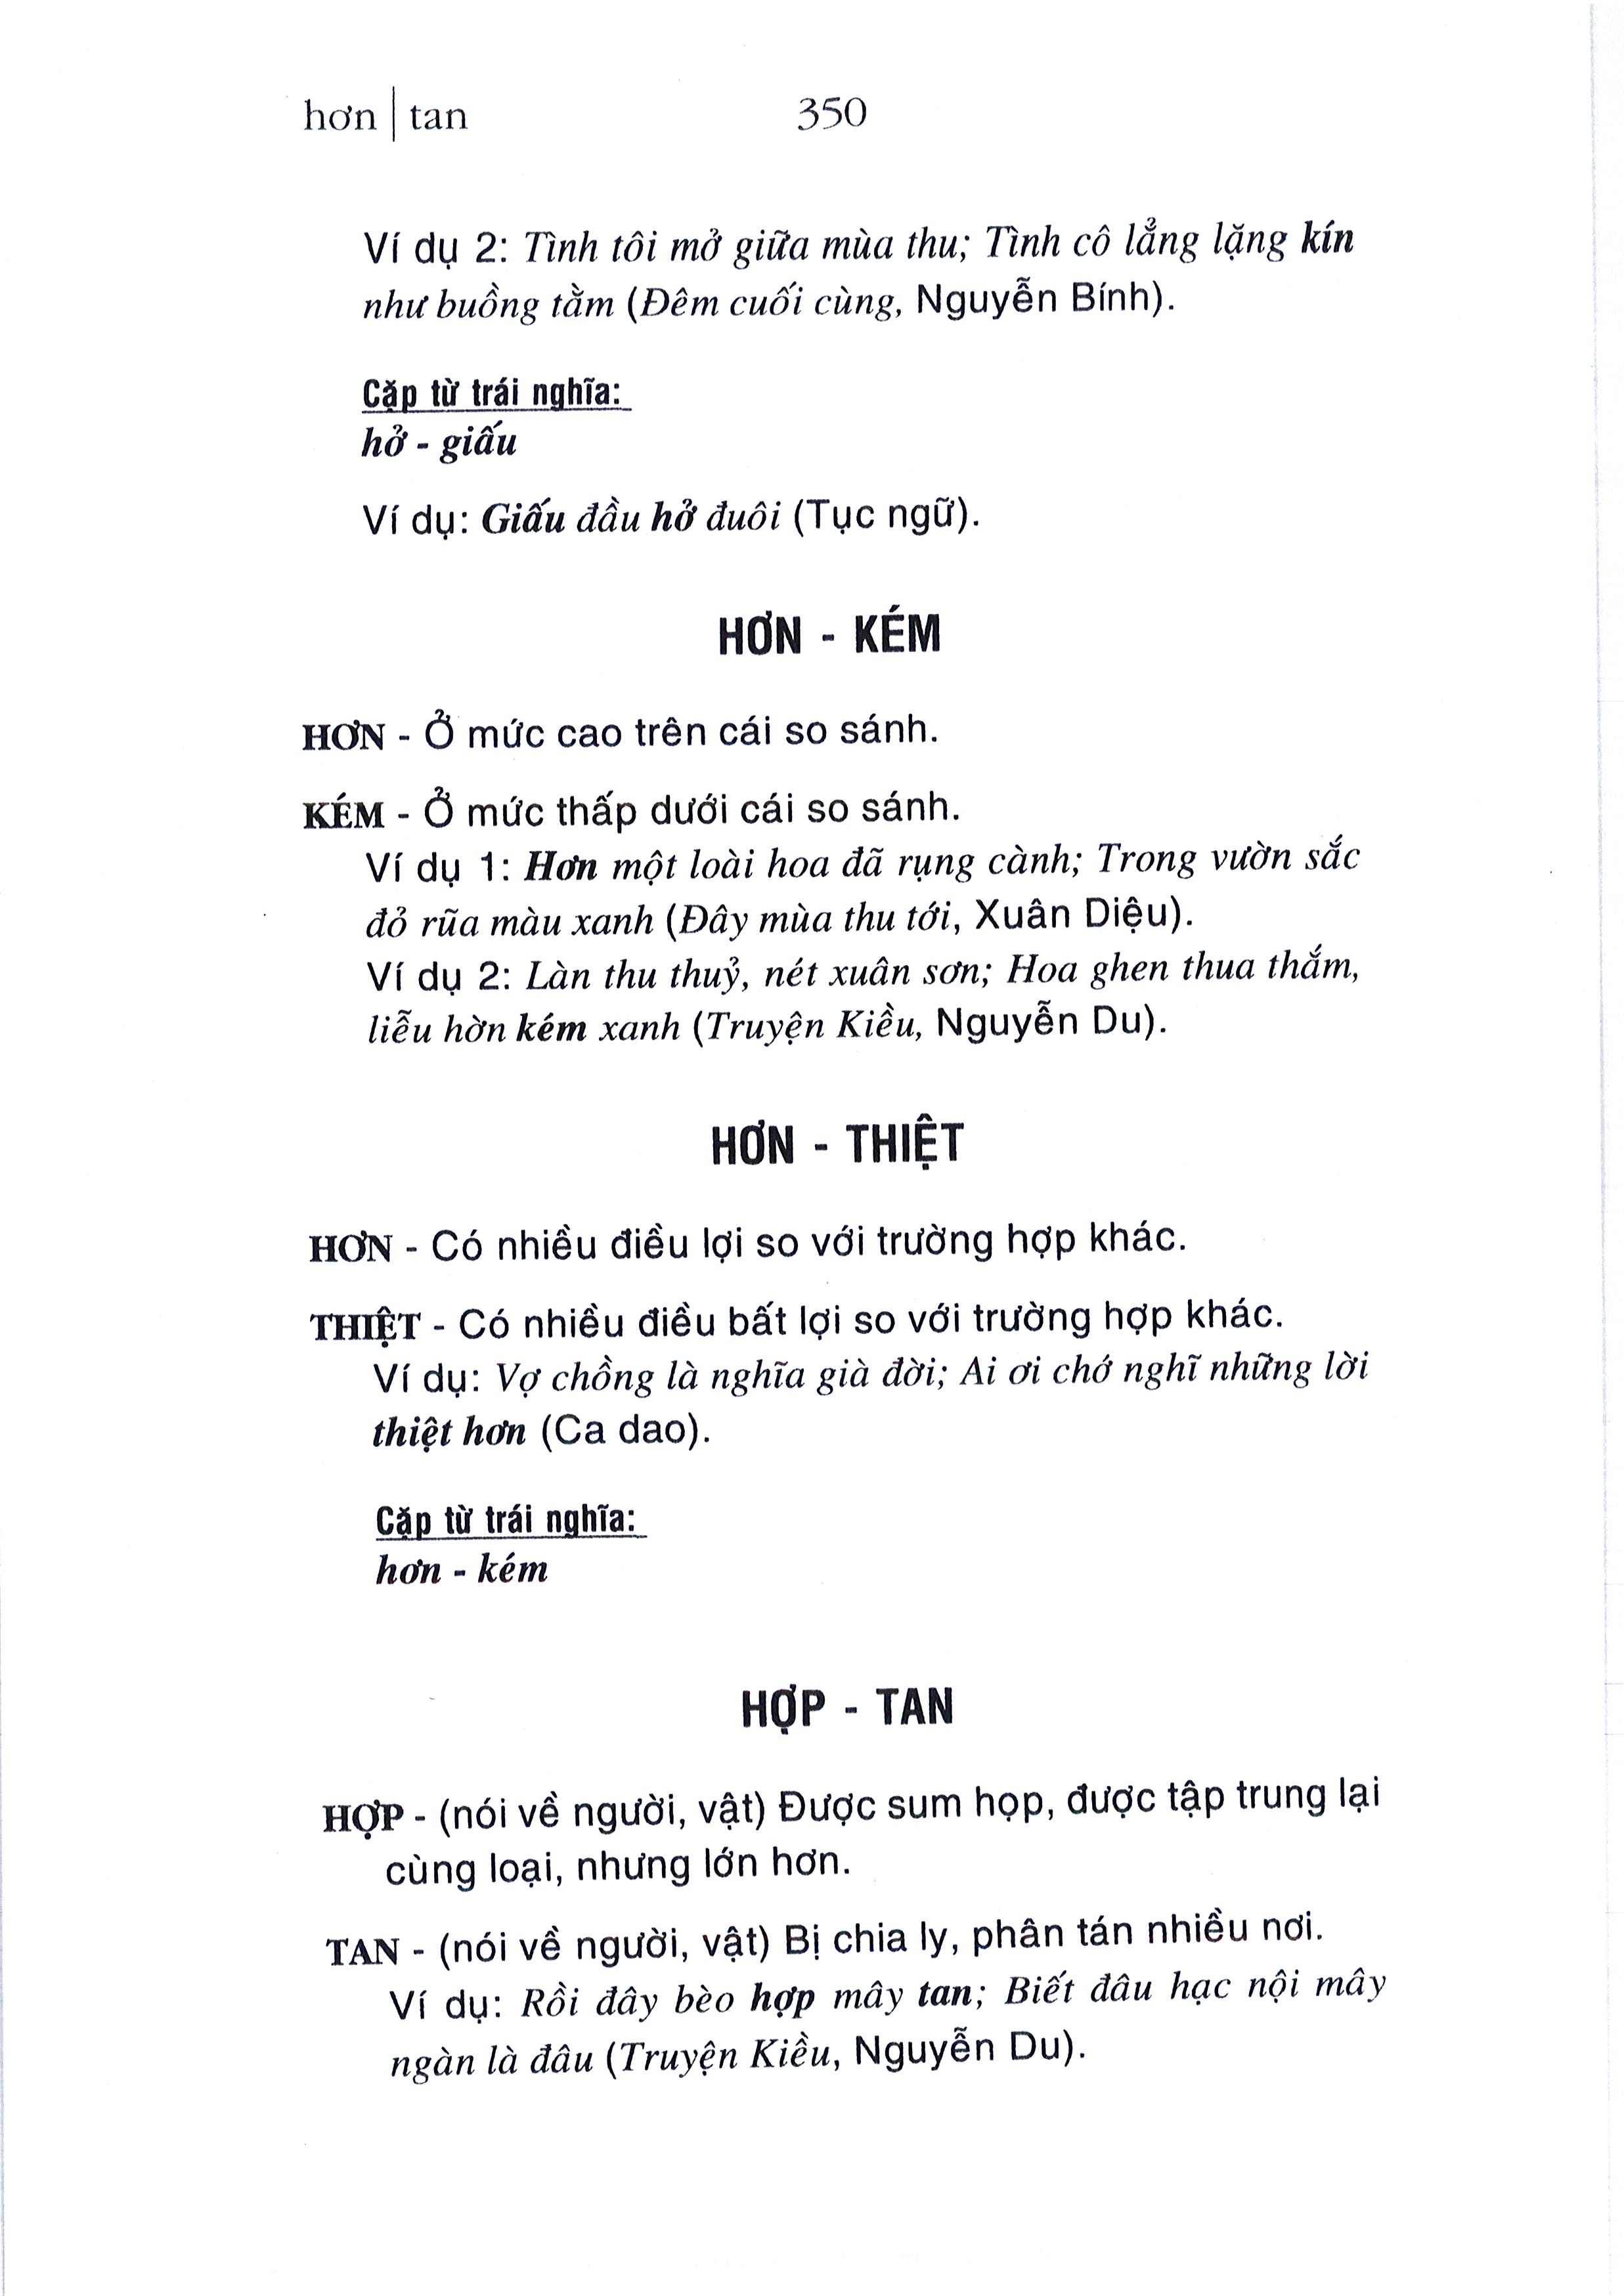 hơn | tan 350
Ví dụ 2: Tình tôi mở giữa mùa thu; Tình cô lẳng lặng kín
như buồng tằm (Đêm cuối cùng, Nguyễn Bính).
Cặp từ trái nghĩa:
hở - giấu
Ví dụ: Giấu đầu hở đuôi (Tục ngữ).
HƠN - KÉM
HƠN - Ở mức cao trên cái so sánh.
KÉM - Ở mức thấp dưới cái so sánh.
Ví dụ 1: Hơn một loài hoa đã rụng cành; Trong vườn sắc
đỏ rũa màu xanh (Đây mùa thu tới, Xuân Diệu).
Ví dụ 2: Làn thu thuỷ, nét xuân sơn; Hoa ghen thua thắm,
liễu hờn kém xanh (Truyện Kiều, Nguyễn Du).
HƠN - THIỆT
HƠN - Có nhiều điều lợi so với trường hợp khác.
THIỆT - Có nhiều điều bất lợi so với trường hợp khác.
Ví dụ: Vợ chồng là nghĩa già đời; Ai ơi chớ nghĩ những lời
thiệt hơn (Ca dao).
Cặp từ trái nghĩa:
hơn - kém
HỢP - TAN
HỢP - (nói về người, vật) Được sum họp, được tập trung lại
cùng loại, nhưng lớn hơn.
TAN - (nói về người, vật) Bị chia ly, phân tán nhiều nơi.
Ví dụ: Rồi đây bèo hợp mây tan; Biết đâu hạc nội mây
ngàn là đâu (Truyện Kiều, Nguyễn Du).